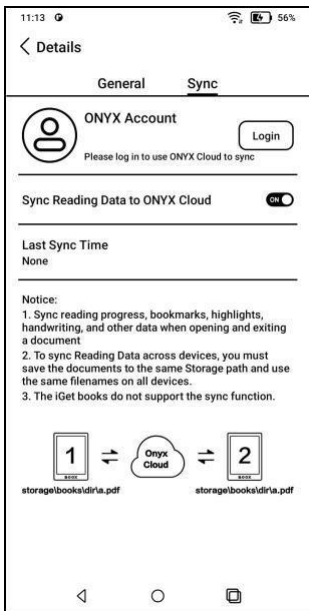 11:13 56%
Details
General Sync
ONYX Account
Login
Please log in to use ONYX Cloud to sync
Sync Reading Data to ONYX Cloud ON
Last Sync Time
None
Notice:
1. Sync reading progress, bookmarks, highlights,
handwriting, and other data when opening and exiting
a document
2. To sync Reading Data across devices, you must
save the documents to the same Storage path and use
the same filenames on all devices.
3. The iGet books do not support the sync function.
1 Onyx 2
Cloud
BOOX BOOX
storage\books\dir\a.pdf storage\books\dir\a.pdf